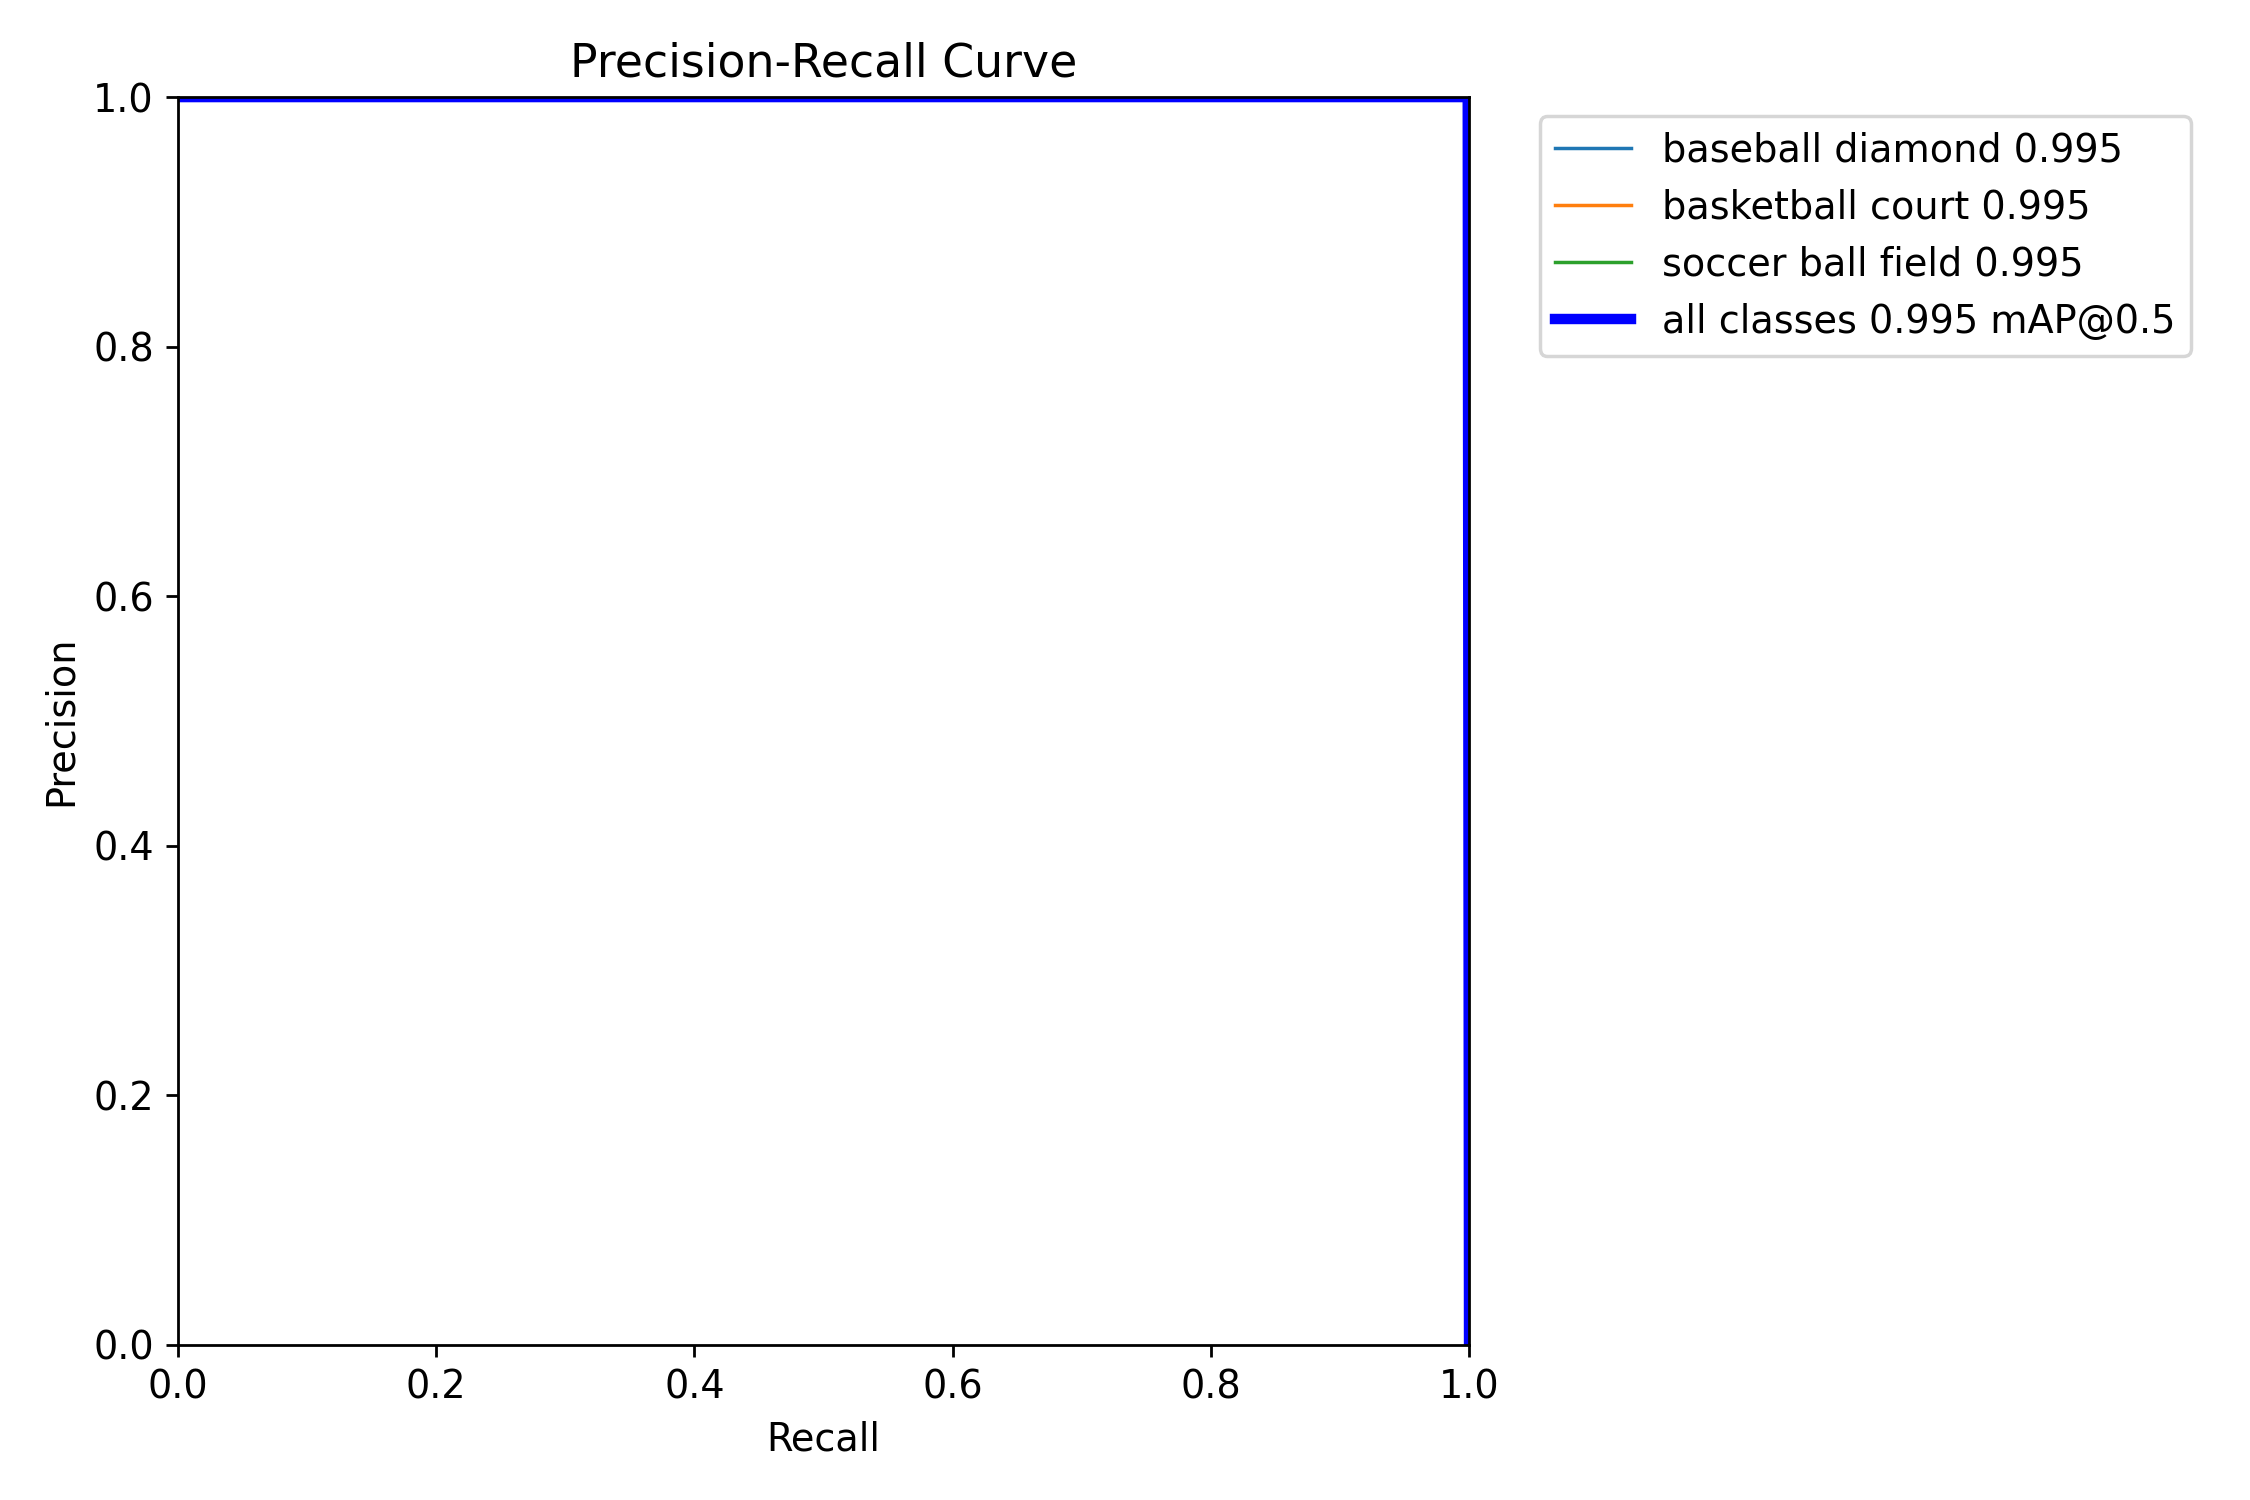 Precision-Recall Curve
1.0
0.8
0.6
0.4
0.2
0.0
Precision
0.0 0.2 0.4 0.6 0.8 1.0
Recall
baseball diamond 0.995
basketball court 0.995
soccer ball field 0.995
all classes 0.995 mAP@0.5